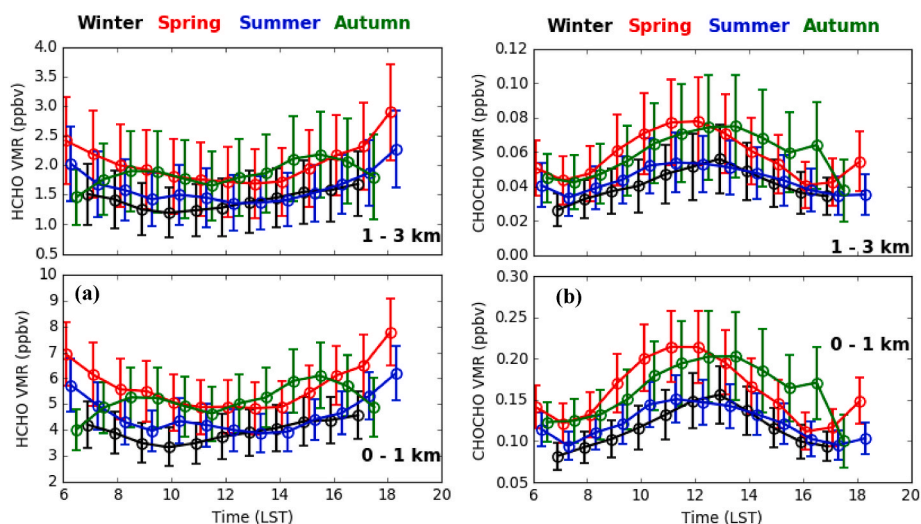 Winter Spring Summer Autumn
HCHO VMR (ppbv)
4.0
3.5
3.0
2.5
2.0
1.5
1.0
0.5
1 - 3 km
(a)
HCHO VMR (ppbv)
10
9
8
7
6
5
4
3
2
0 - 1 km
6 8 10 12 14 16 18 20
Time (LST)
Winter Spring Summer Autumn
CHOCHO VMR (ppbv)
0.12
0.10
0.08
0.06
0.04
0.02
0.00
1 - 3 km
(b)
CHOCHO VMR (ppbv)
0.30
0.25
0.20
0.15
0.10
0.05
0 - 1 km
6 8 10 12 14 16 18 20
Time (LST)